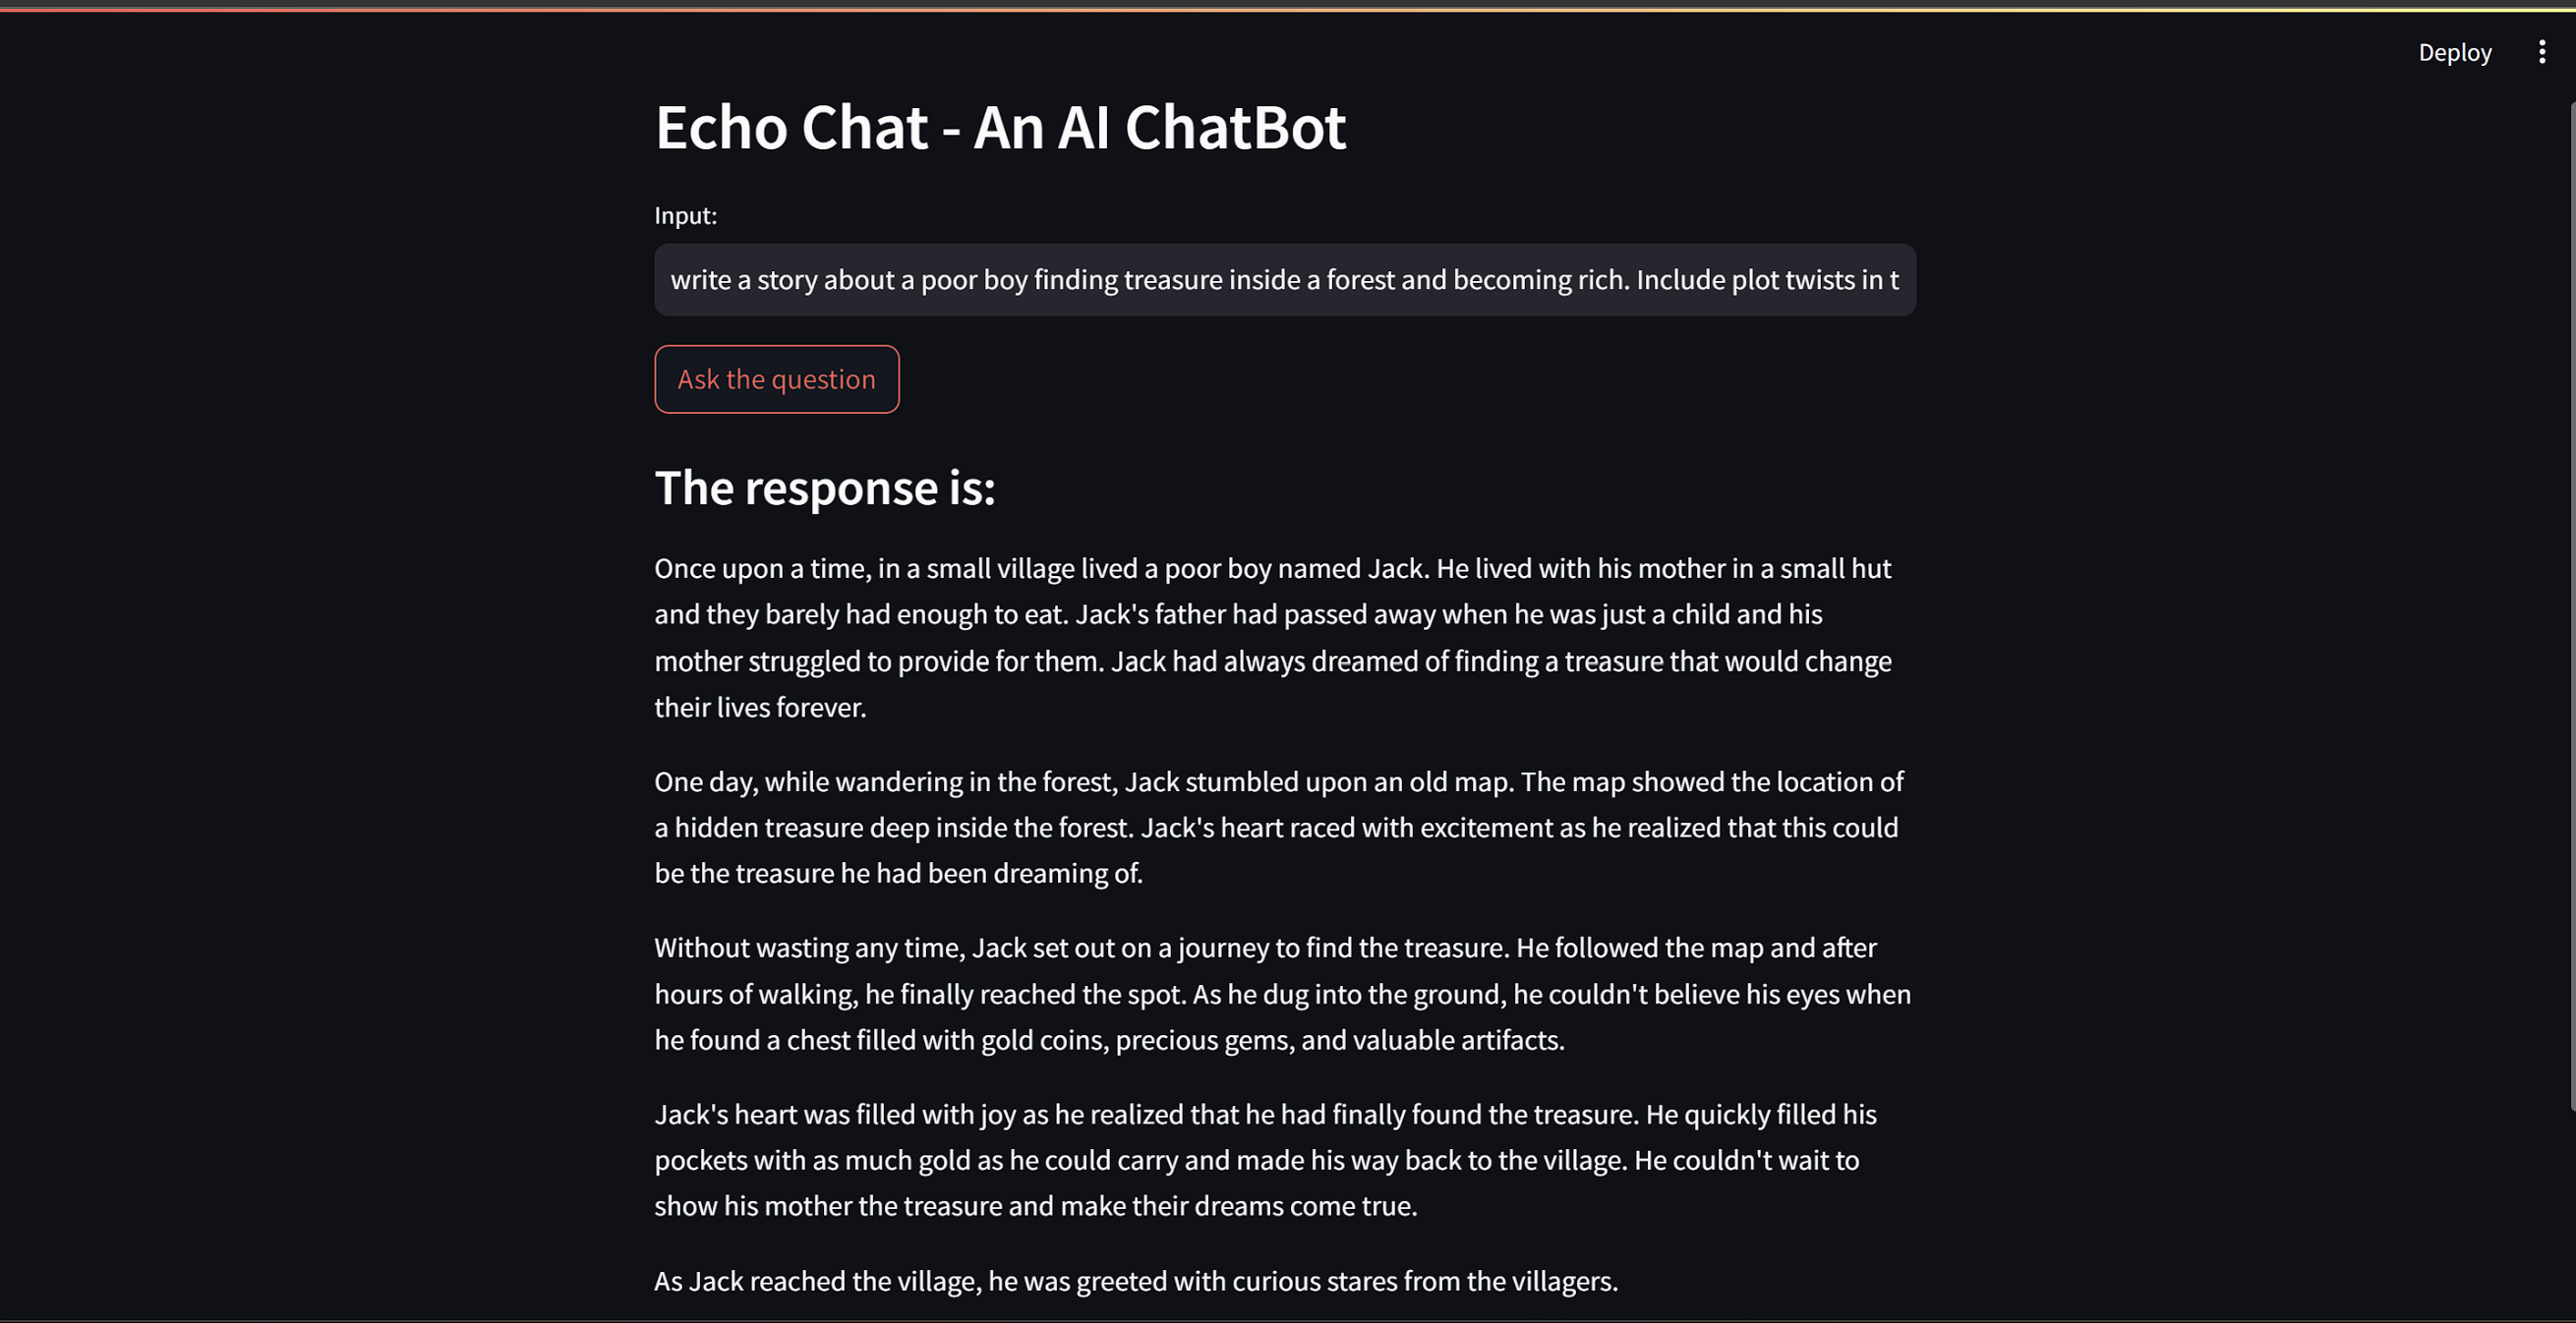 Deploy
Echo Chat - An AI ChatBot
Input:
write a story about a poor boy finding treasure inside a forest and becoming rich. Include plot twists in t
Ask the question
The response is:
Once upon a time, in a small village lived a poor boy named Jack. He lived with his mother in a small hut
and they barely had enough to eat. Jack's father had passed away when he was just a child and his
mother struggled to provide for them. Jack had always dreamed of finding a treasure that would change
their lives forever.
One day, while wandering in the forest, Jack stumbled upon an old map. The map showed the location of
a hidden treasure deep inside the forest. Jack's heart raced with excitement as he realized that this could
be the treasure he had been dreaming of.
Without wasting any time, Jack set out on a journey to find the treasure. He followed the map and after
hours of walking, he finally reached the spot. As he dug into the ground, he couldn't believe his eyes when
he found a chest filled with gold coins, precious gems, and valuable artifacts.
Jack's heart was filled with joy as he realized that he had finally found the treasure. He quickly filled his
pockets with as much gold as he could carry and made his way back to the village. He couldn't wait to
show his mother the treasure and make their dreams come true.
As Jack reached the village, he was greeted with curious stares from the villagers.